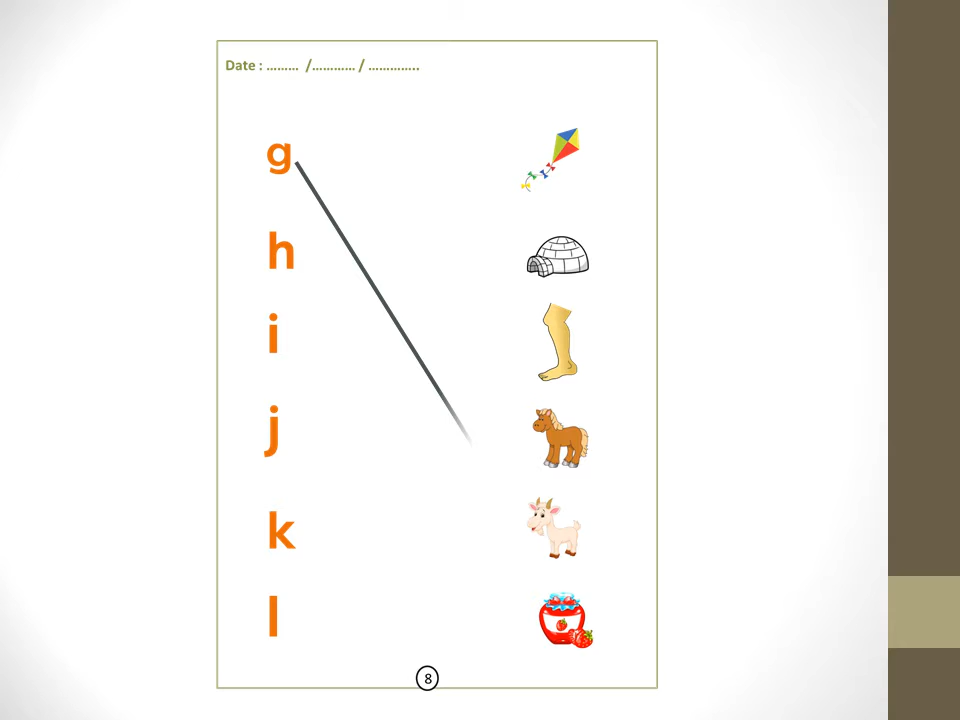 Date : ……… /………… / …………..
g
h
i
j
k
l
8